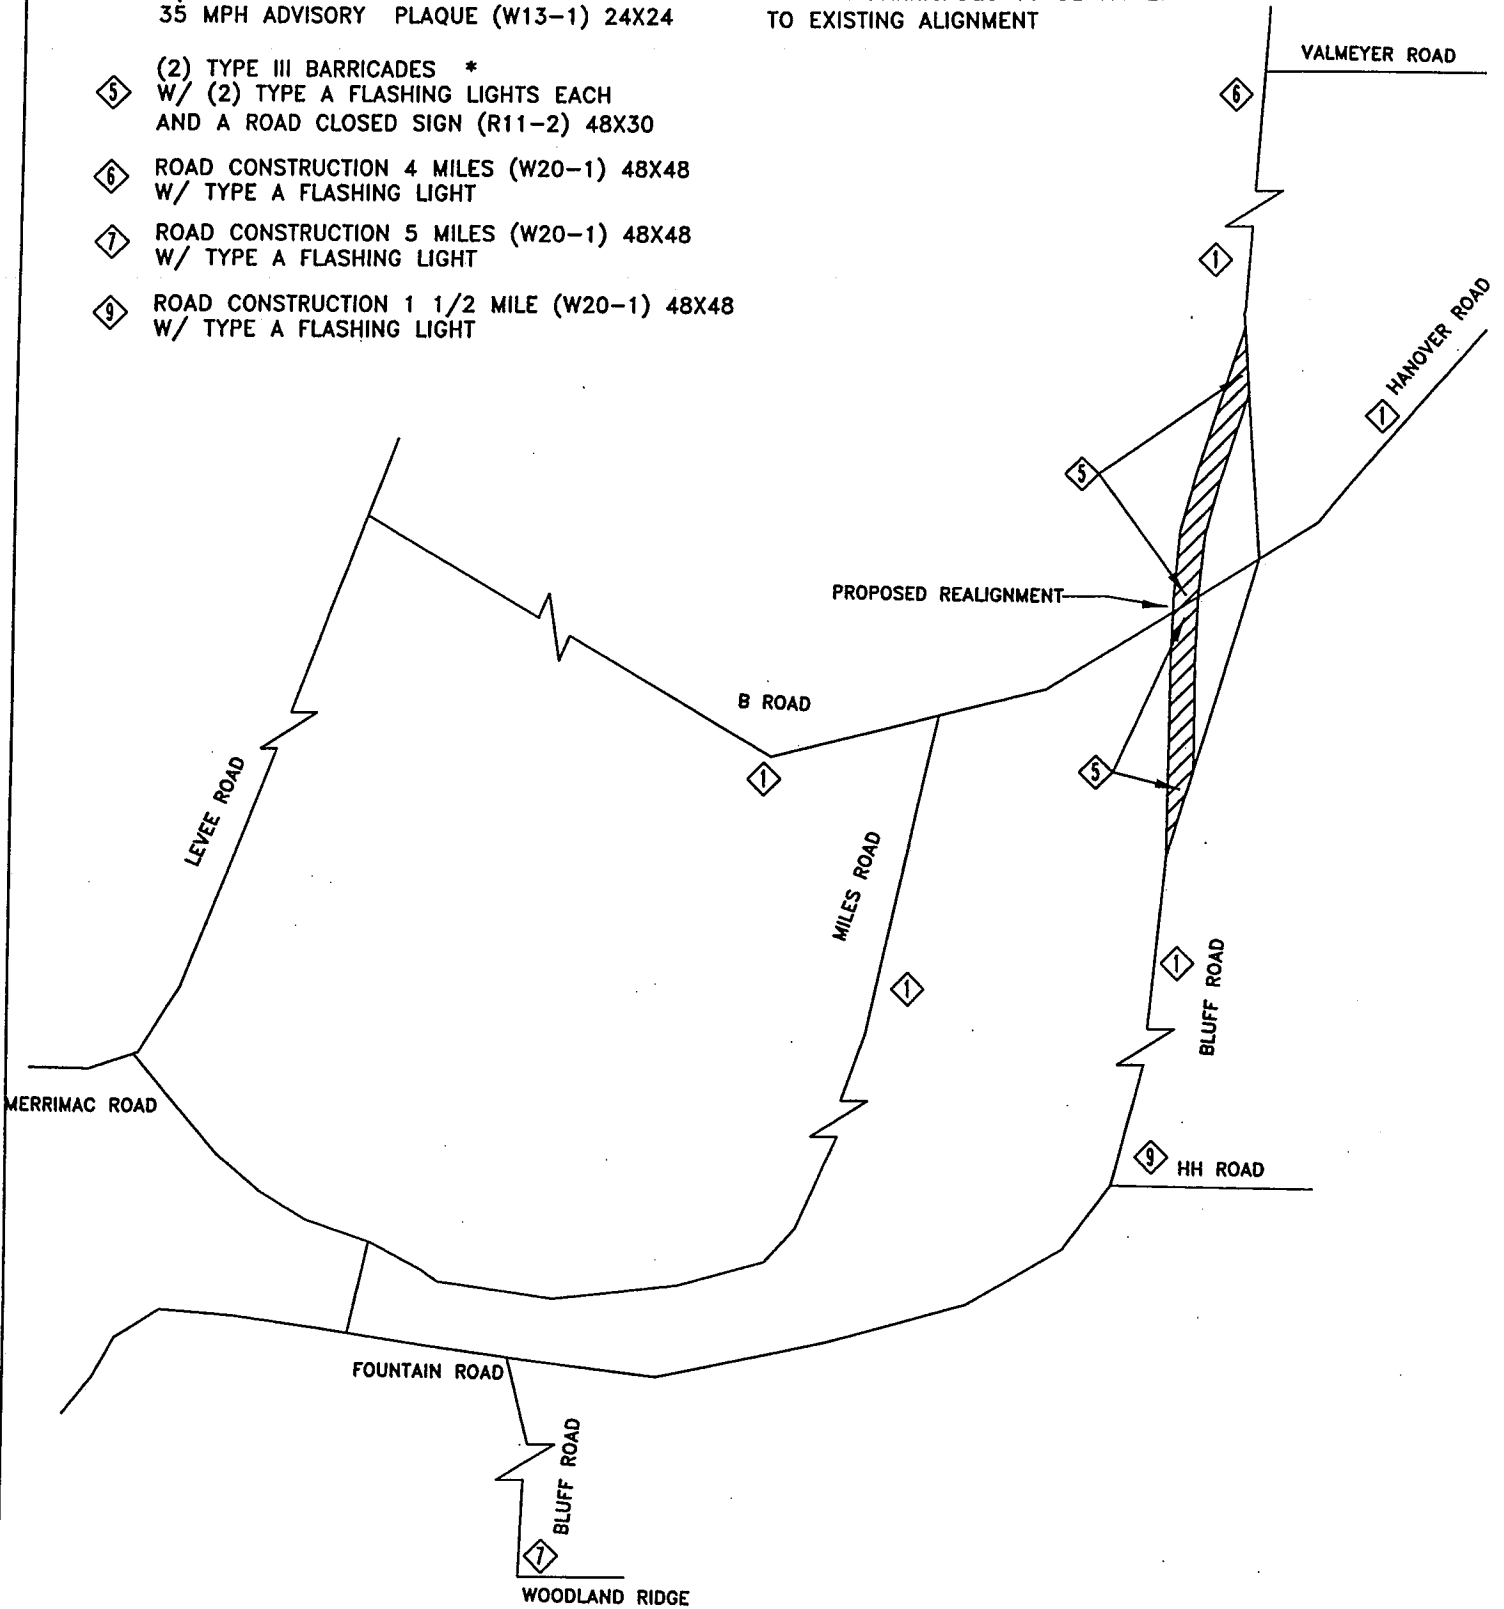 35 MPH ADVISORY PLAQUE (W13-1) 24X24
TO EXISTING ALIGNMENT
5 (2) TYPE III BARRICADES *
W/ (2) TYPE A FLASHING LIGHTS EACH
AND A ROAD CLOSED SIGN (R11-2) 48X30
6 ROAD CONSTRUCTION 4 MILES (W20-1) 48X48
W/ TYPE A FLASHING LIGHT
7 ROAD CONSTRUCTION 5 MILES (W20-1) 48X48
W/ TYPE A FLASHING LIGHT
9 ROAD CONSTRUCTION 1 1/2 MILE (W20-1) 48X48
W/ TYPE A FLASHING LIGHT
VALMEYER ROAD
6
1
HANOVER ROAD
1
5
PROPOSED REALIGNMENT
B ROAD
1
5
LEVEE ROAD
MILES ROAD
1
1
BLUFF ROAD
MERRIMAC ROAD
9
HH ROAD
FOUNTAIN ROAD
BLUFF ROAD
7
WOODLAND RIDGE